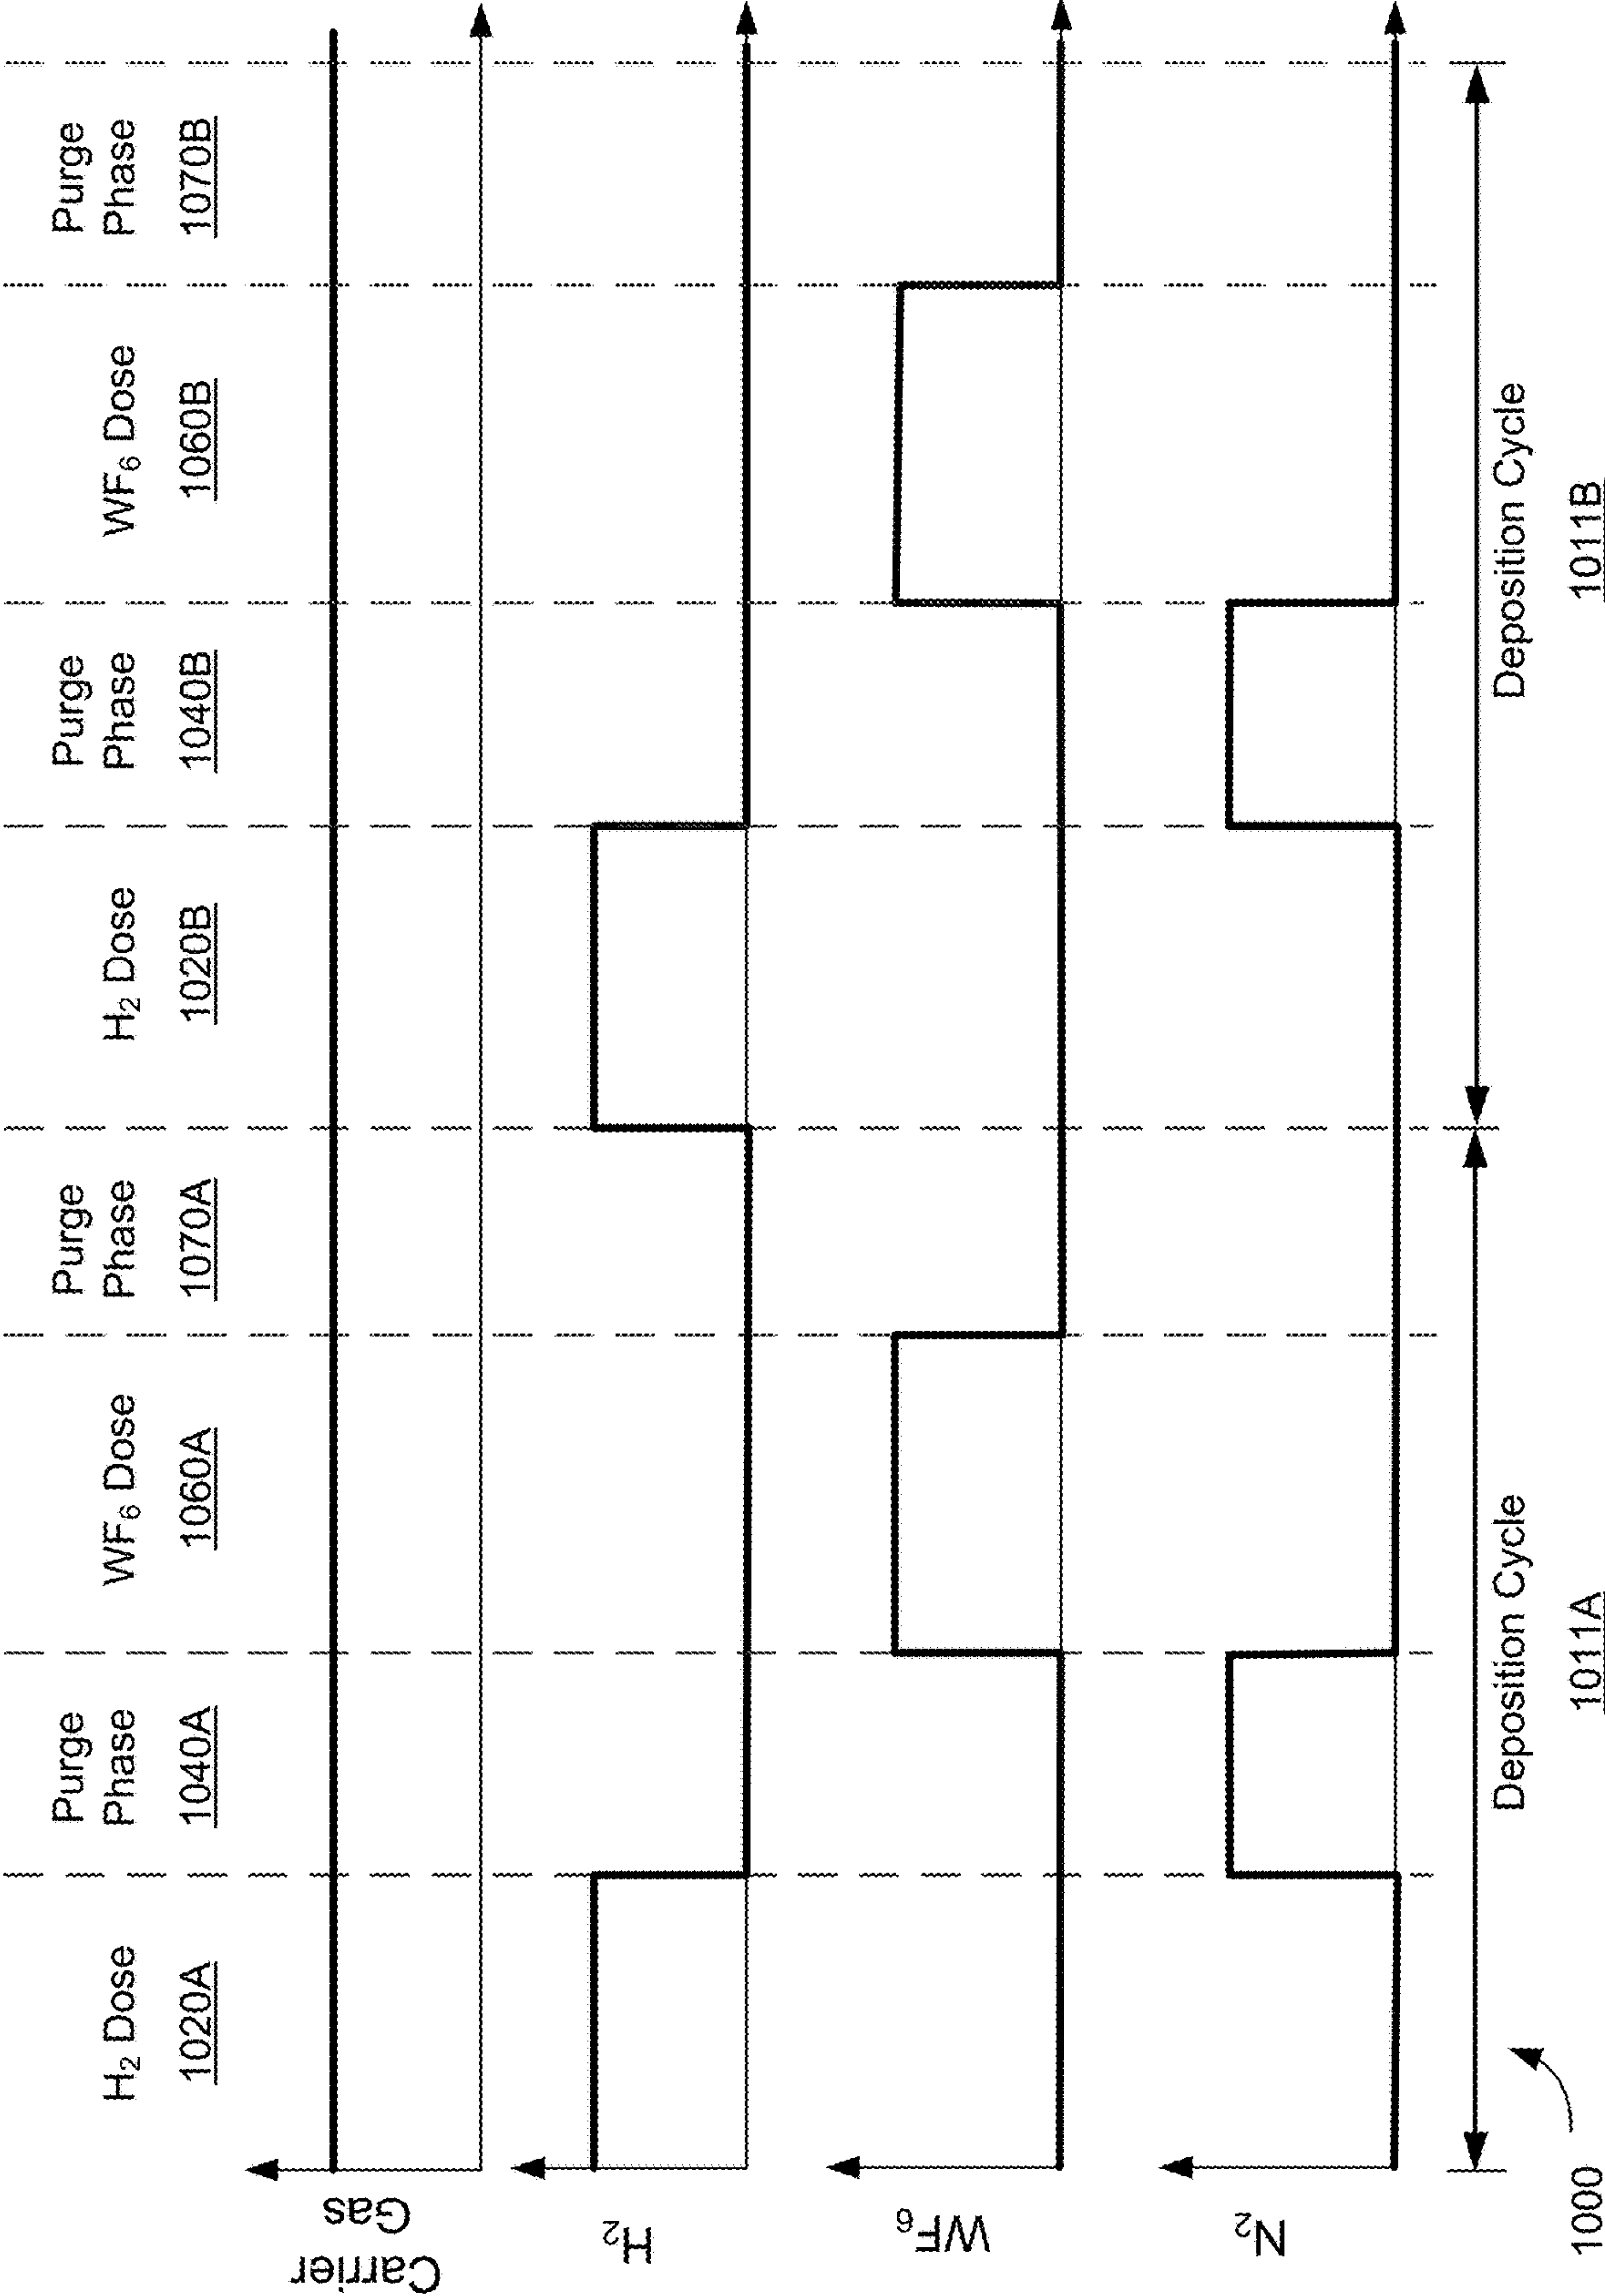 H₂ Dose
1020A
Purge
Phase
1040A
WF₆ Dose
1060A
Purge
Phase
1070A
H₂ Dose
1020B
Purge
Phase
1040B
WF₆ Dose
1060B
Purge
Phase
1070B
Carrier
Gas
H₂
WF₆
N₂
Deposition Cycle
1011A
Deposition Cycle
1011B
1000